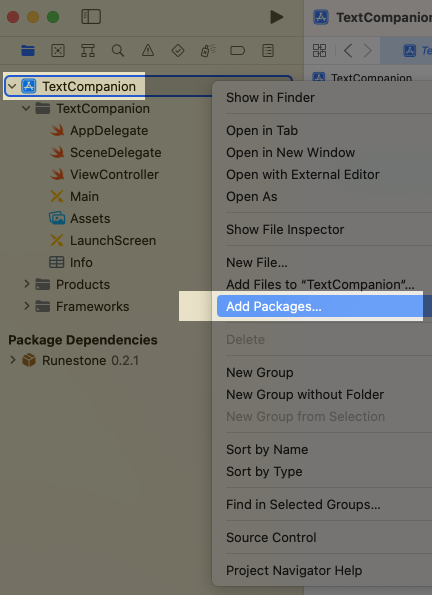 TextCompanion
TextCompanion
AppDelegate
SceneDelegate
ViewController
Main
Assets
LaunchScreen
Info
Products
Frameworks
Package Dependencies
Runestone 0.2.1
TextCompanion
Te
TextCompanion
Show in Finder
Open in Tab
Open in New Window
Open with External Editor
Open As
Show File Inspector
New File...
Add Files to “TextCompanion”...
Add Packages...
Delete
New Group
New Group without Folder
New Group from Selection
Sort by Name
Sort by Type
Find in Selected Groups...
Source Control
Project Navigator Help